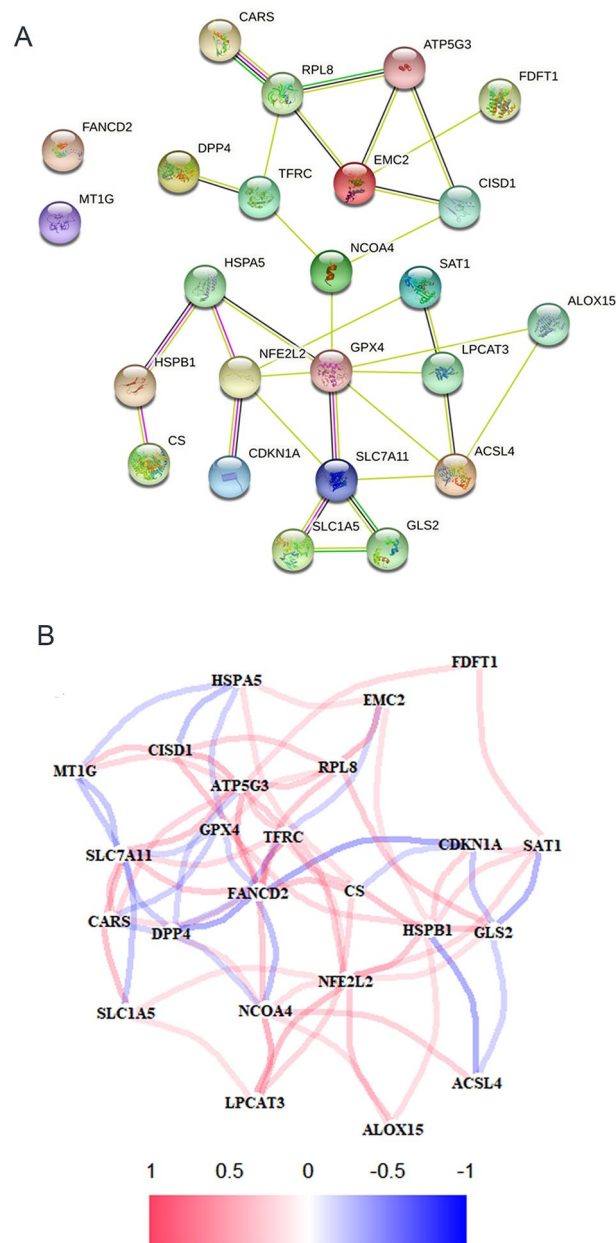 A
CARS
ATP5G3
RPL8
FDFT1
FANCD2
DPP4
TFRC
EMC2
CISD1
MT1G
NCOA4
HSPA5
SAT1
ALOX15
HSPB1
NFE2L2
GPX4
LPCAT3
CS
CDKN1A
SLC7A11
ACSL4
SLC1A5
GLS2
B
FDFT1
HSPA5
EMC2
CISD1
MT1G
RPL8
ATP5G3
GPX4
TFRC
CDKN1A
SAT1
SLC7A11
FANCD2
CS
CARS
DPP4
HSPB1
GLS2
NFE2L2
SLC1A5
NCOA4
ACSL4
LPCAT3
ALOX15
1 0.5 0 -0.5 -1